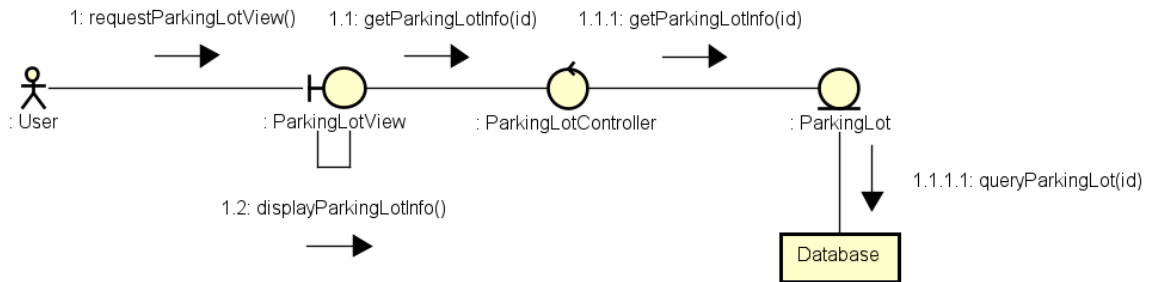 1: requestParkingLotView()
1.1: getParkingLotInfo(id)
1.1.1: getParkingLotInfo(id)
: User
: ParkingLotView
: ParkingLotController
: ParkingLot
1.1.1.1: queryParkingLot(id)
1.2: displayParkingLotInfo()
Database